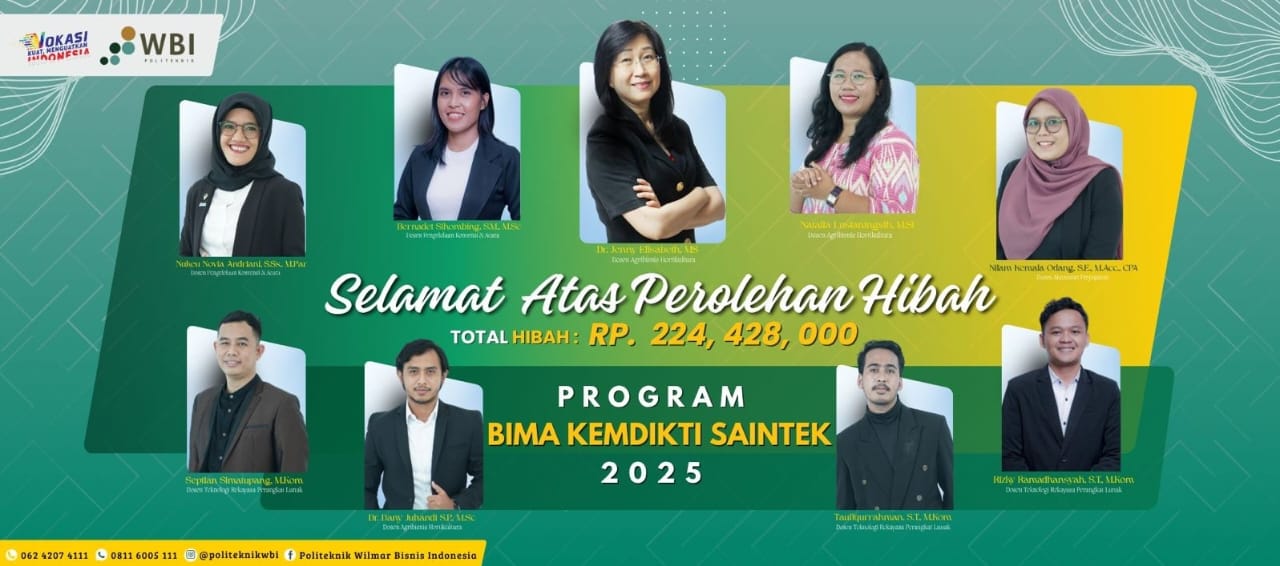 VOKASI
KUAT, MENGUATKAN
INDONESIA
WBI
POLITEKNIK
Nukeu Novia Andriani, S.Ss., M.Par
Dosen Pengelolaan Konvensi & Acara
Bernadet Sihombing, S.M., M.Sc
Dosen Pengelolaan Konvensi & Acara
Dr. Jenny Elisabeth, MS
Dosen Agribisnis Hortikultura
Natalia
Dosen Agribisnis Hortikultura
Nilam Kemala Odang, S.E., M.Acc., CPA
Dosen Akuntansi Perpajakan
Selamat Atas Perolehan Hibah
TOTAL HIBAH : RP. 224, 428, 000
PROGRAM
BIMA KEMDIKTI SAINTEK
2025
Septian Simatupang, M.Kom
Dosen Teknologi Rekayasa Perangkat Lunak
Dr. Dany Juhandi S.P., M.Sc
Dosen Agribisnis Hortikultura
Taufiqurrahman, S.T., M.Kom
Dosen Teknologi Rekayasa Perangkat Lunak
Rizky Ramadhansyah, S.T., M.Kom
Dosen Teknologi Rekayasa Perangkat Lunak
062 4207 4111 0811 6005 111 @politeknikwbi Politeknik Wilmar Bisnis Indonesia